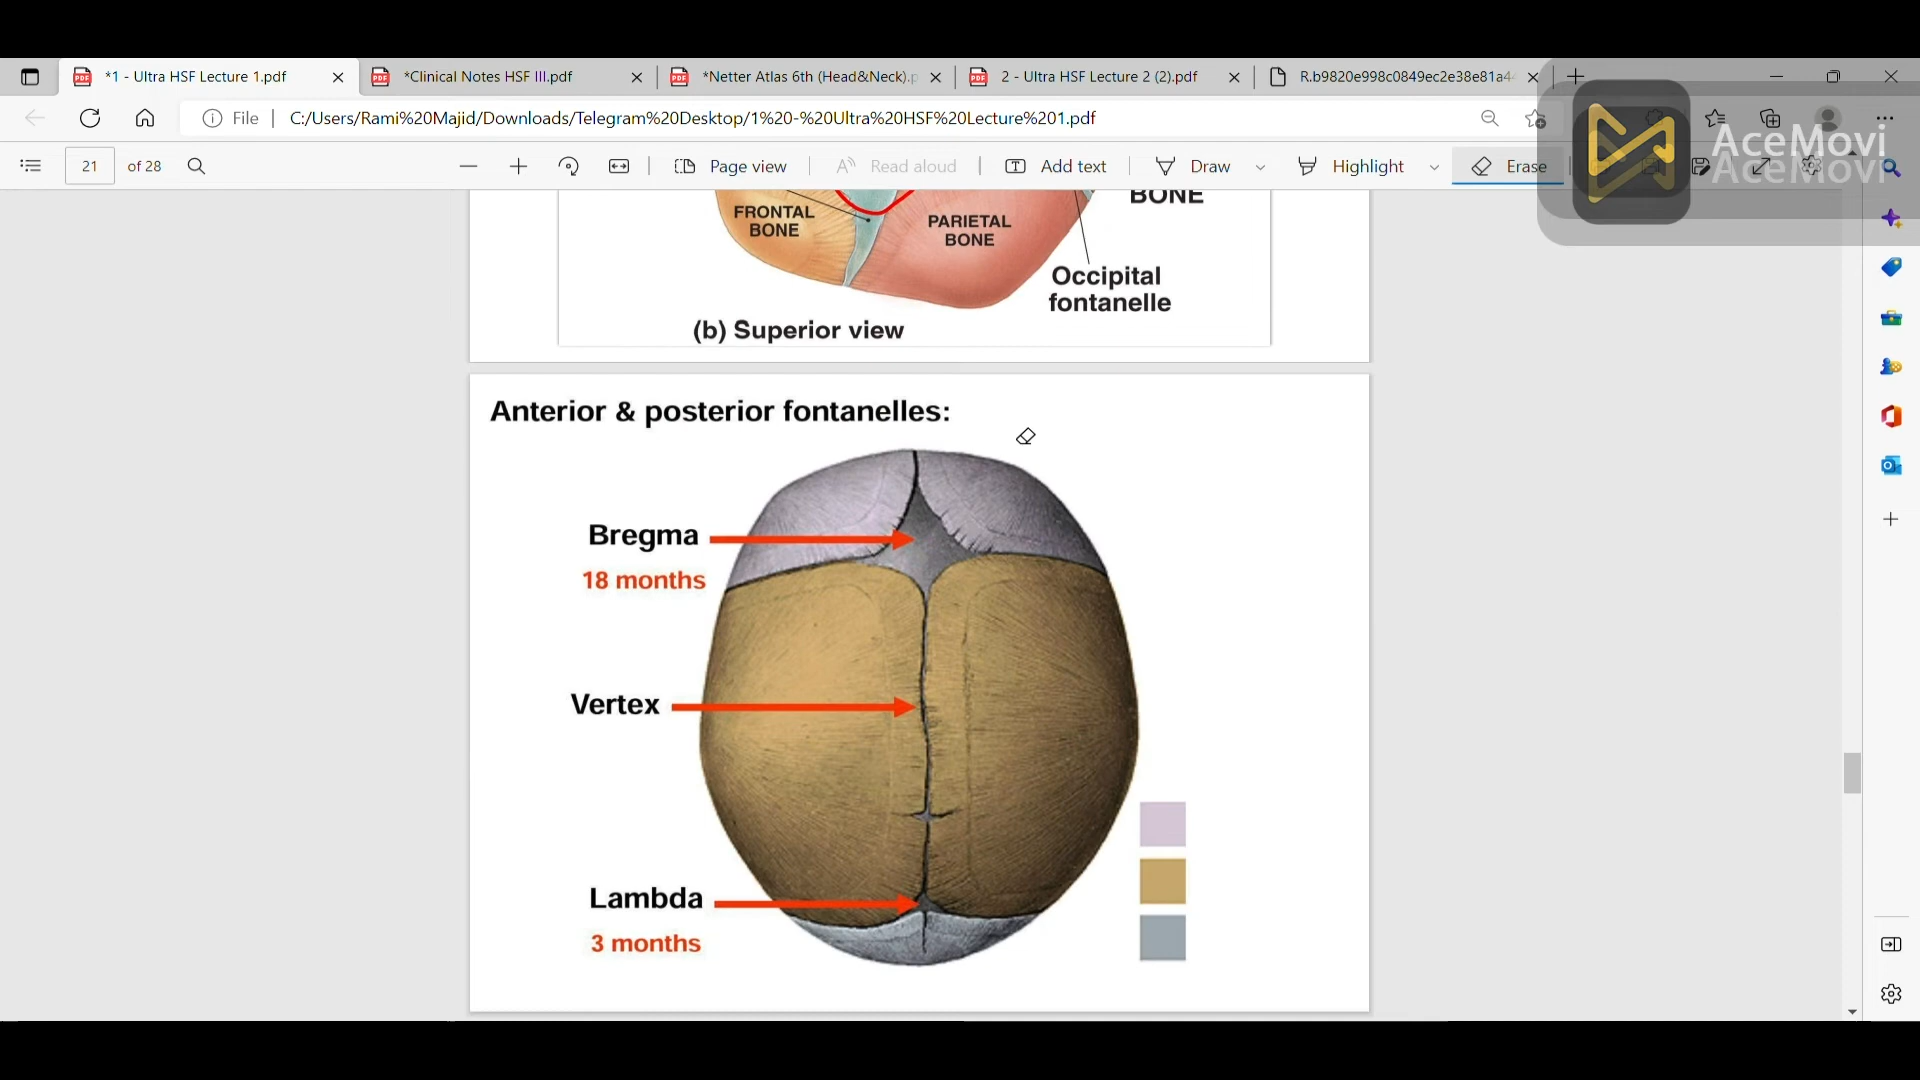 *1 - Ultra HSF Lecture 1.pdf
*Clinical Notes HSF III.pdf
*Netter Atlas 6th (Head&Neck).p
2 - Ultra HSF Lecture 2 (2).pdf
R.b9820e998c0849ec2e38e81a4
File
C:/Users/Rami%20Majid/Downloads/Telegram%20Desktop/1%20-%20Ultra%20HSF%20Lecture%201.pdf
AceMovi
AceMovi
21 of 28
Page view
Read aloud
Add text
Draw
Highlight
Erase
BONE
FRONTAL
BONE
PARIETAL
BONE
Occipital
fontanelle
(b) Superior view
Anterior & posterior fontanelles:
Bregma
18 months
Vertex
Lambda
3 months